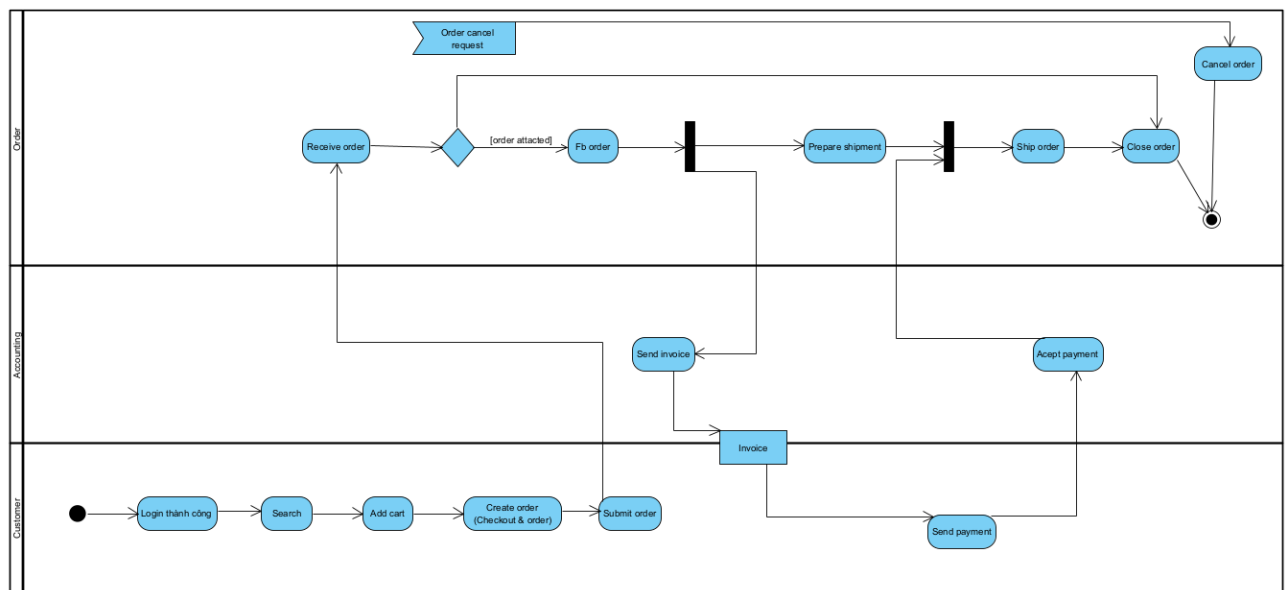 Order
Order cancel
request
Cancel order
Receive order
[order attacted]
Fb order
Prepare shipment
Ship order
Close order
Accounting
Send invoice
Acept payment
Invoice
Customer
Login thành công
Search
Add cart
Create order
(Checkout & order)
Submit order
Send payment